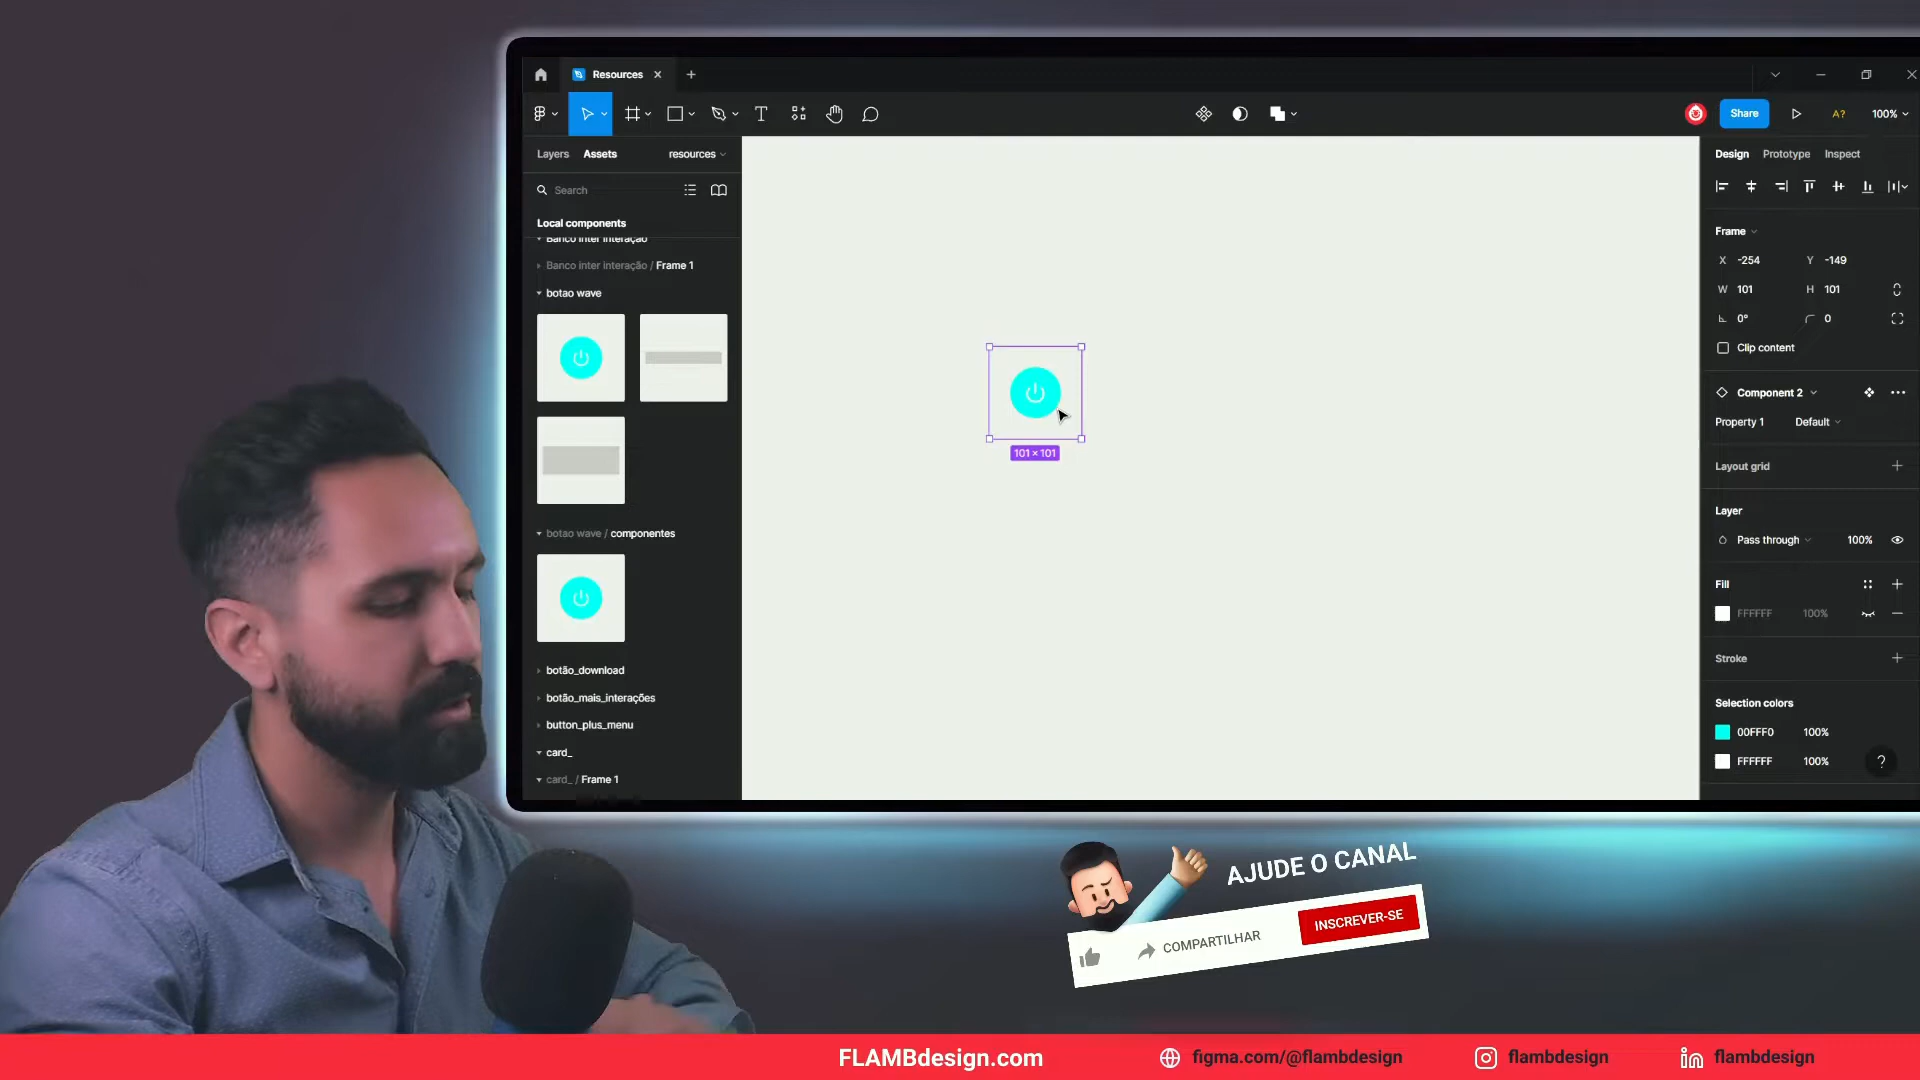 Resources
Share
A?
100%
Layers
Assets
resources
Search
Local components
Banco inter interação
Banco inter interação / Frame 1
botao wave
botao wave / componentes
botão_download
botão_mais_interações
button_plus_menu
card_
card_ / Frame 1
101 × 101
Design
Prototype
Inspect
Frame
X -254
Y -149
W 101
H 101
0°
0
Clip content
Component 2
Property 1
Default
Layout grid
Layer
Pass through
100%
Fill
FFFFFF
100%
Stroke
Selection colors
00FFF0
100%
FFFFFF
100%
?
AJUDE O CANAL
COMPARTILHAR
INSCREVER-SE
FLAMBdesign.com
figma.com/@flambdesign
flambdesign
flambdesign